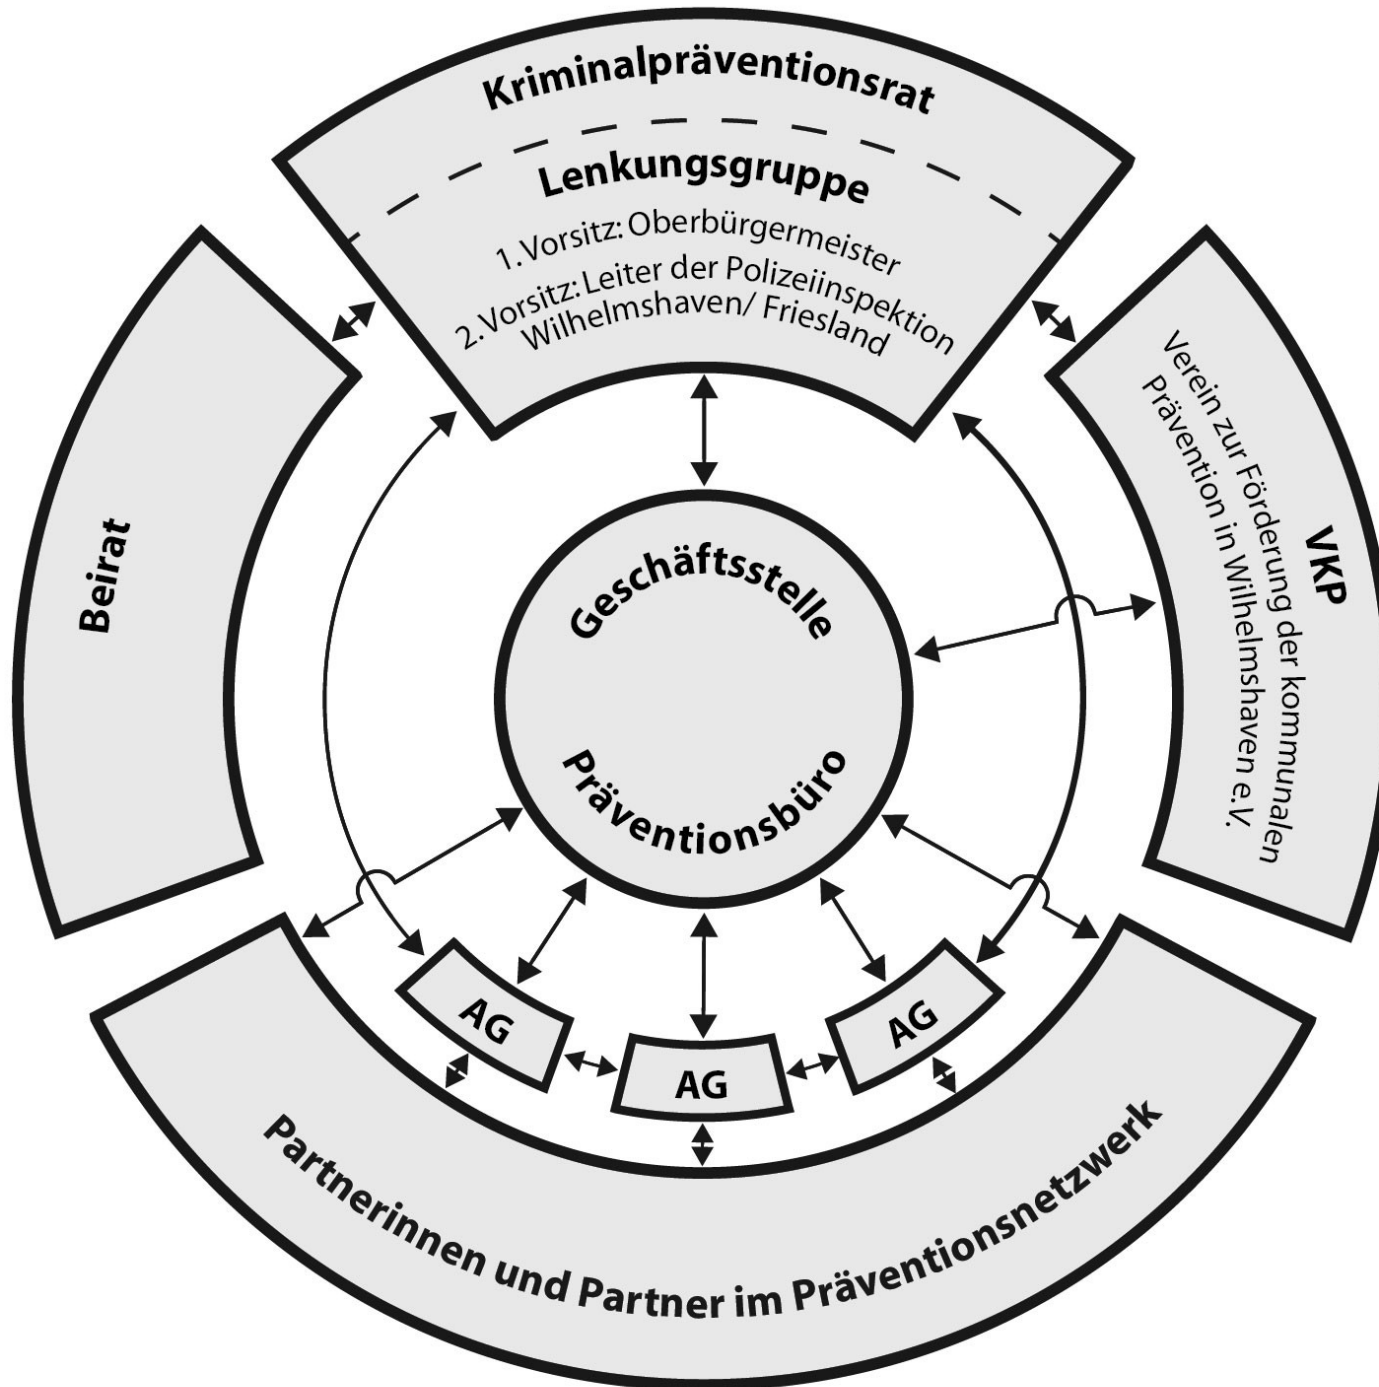 Kriminalpräventionsrat
Lenkungsgruppe
1. Vorsitz: Oberbürgermeister
2. Vorsitz: Leiter der Polizeiinspektion
Wilhelmshaven/ Friesland
Beirat
VKP
Verein zur Förderung der kommunalen
Prävention in Wilhelmshaven e.V.
Geschäftsstelle
Präventionsbüro
AG
AG
AG
Partnerinnen und Partner im Präventionsnetzwerk